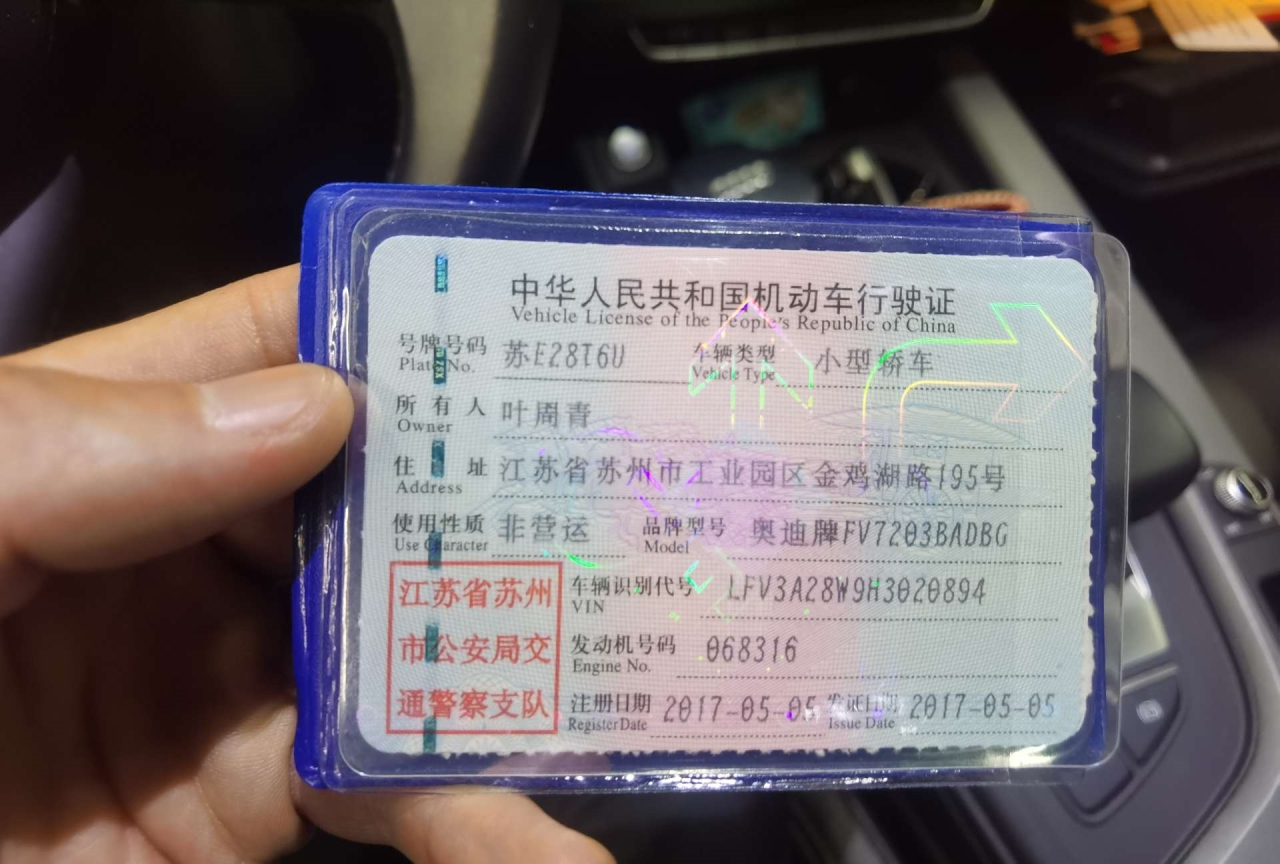 中华人民共和国机动车行驶证
Vehicle License of the People's Republic of China
号牌号码 苏E28T6U 车辆类型 小型轿车
Plate No. Vehicle Type
所有人 叶周青
Owner
住址 江苏省苏州市工业园区金鸡湖路195号
Address
使用性质 非营运 品牌型号 奥迪牌FV7203BADBG
Use Character Model
江苏省苏州 车辆识别代号 LFV3A28W9H3020894
VIN
市公安局交 发动机号码 068316
Engine No.
通警察支队 注册日期 2017-05-05 发证日期 2017-05-05
Register Date Issue Date